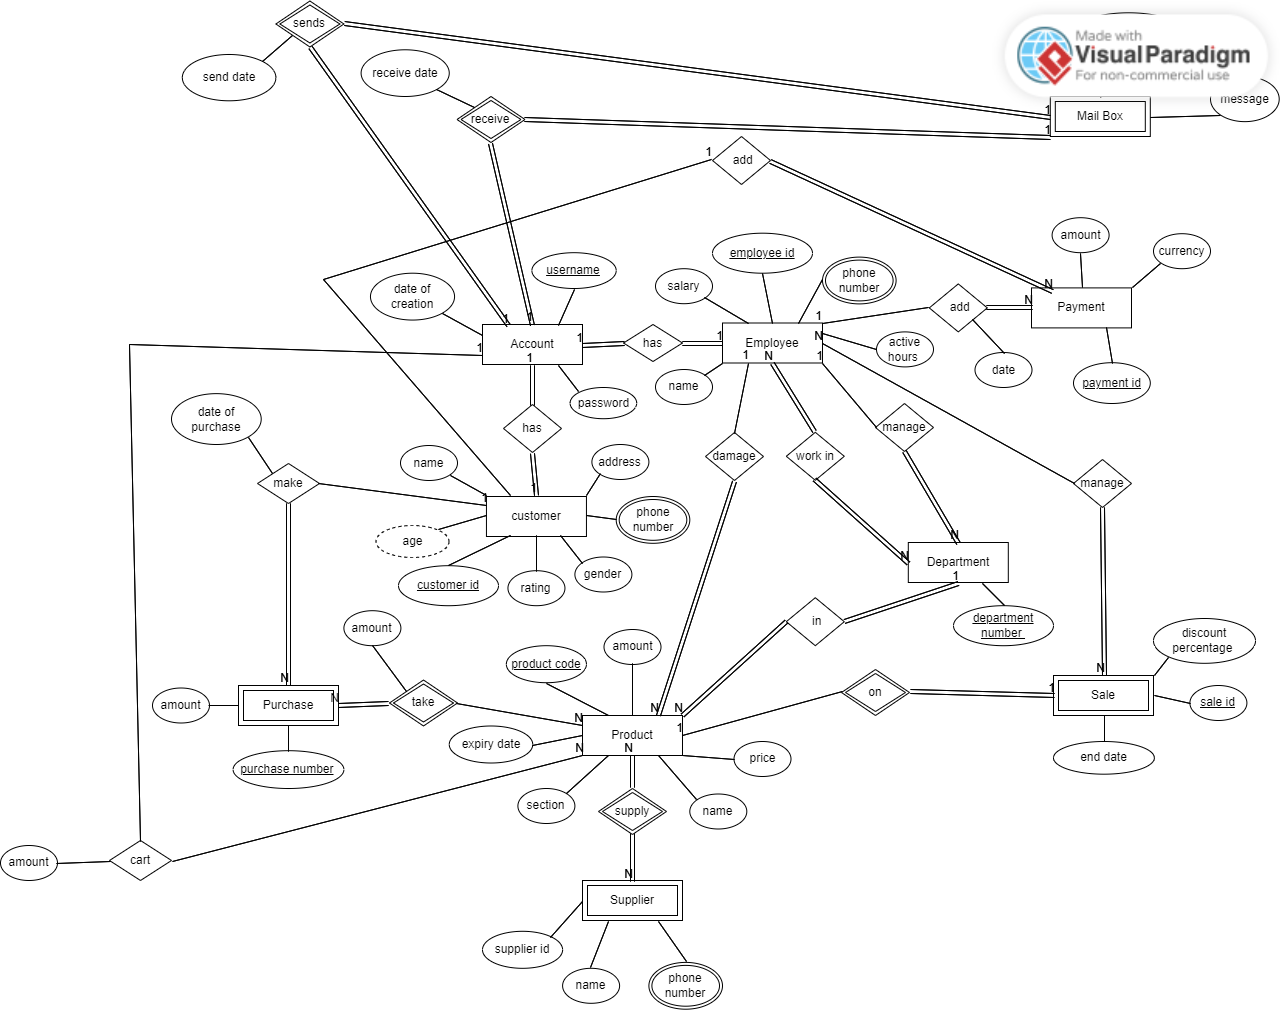 sends
Made with
VisualParadigm
For non-commercial use
send date
receive date
message
receive
1
Mail Box
1
1
add
amount
currency
employee id
username
phone
number
date of
creation
salary
N
N
add
Payment
1
1
1
1
Account
1
has
1
Employee
N
1
1
1
N
1
active
hours
date
payment id
name
password
date of
purchase
has
manage
name
address
damage
work in
make
1
1
manage
customer
phone
number
age
N
N
Department
1
customer id
rating
gender
in
department
number
amount
discount
percentage
product code
amount
N
N
1
amount
Purchase
N
take
on
Sale
sale id
N
N
N
1
Product
expiry date
N
N
price
end date
purchase number
section
supply
name
amount
cart
N
Supplier
supplier id
name
phone
number